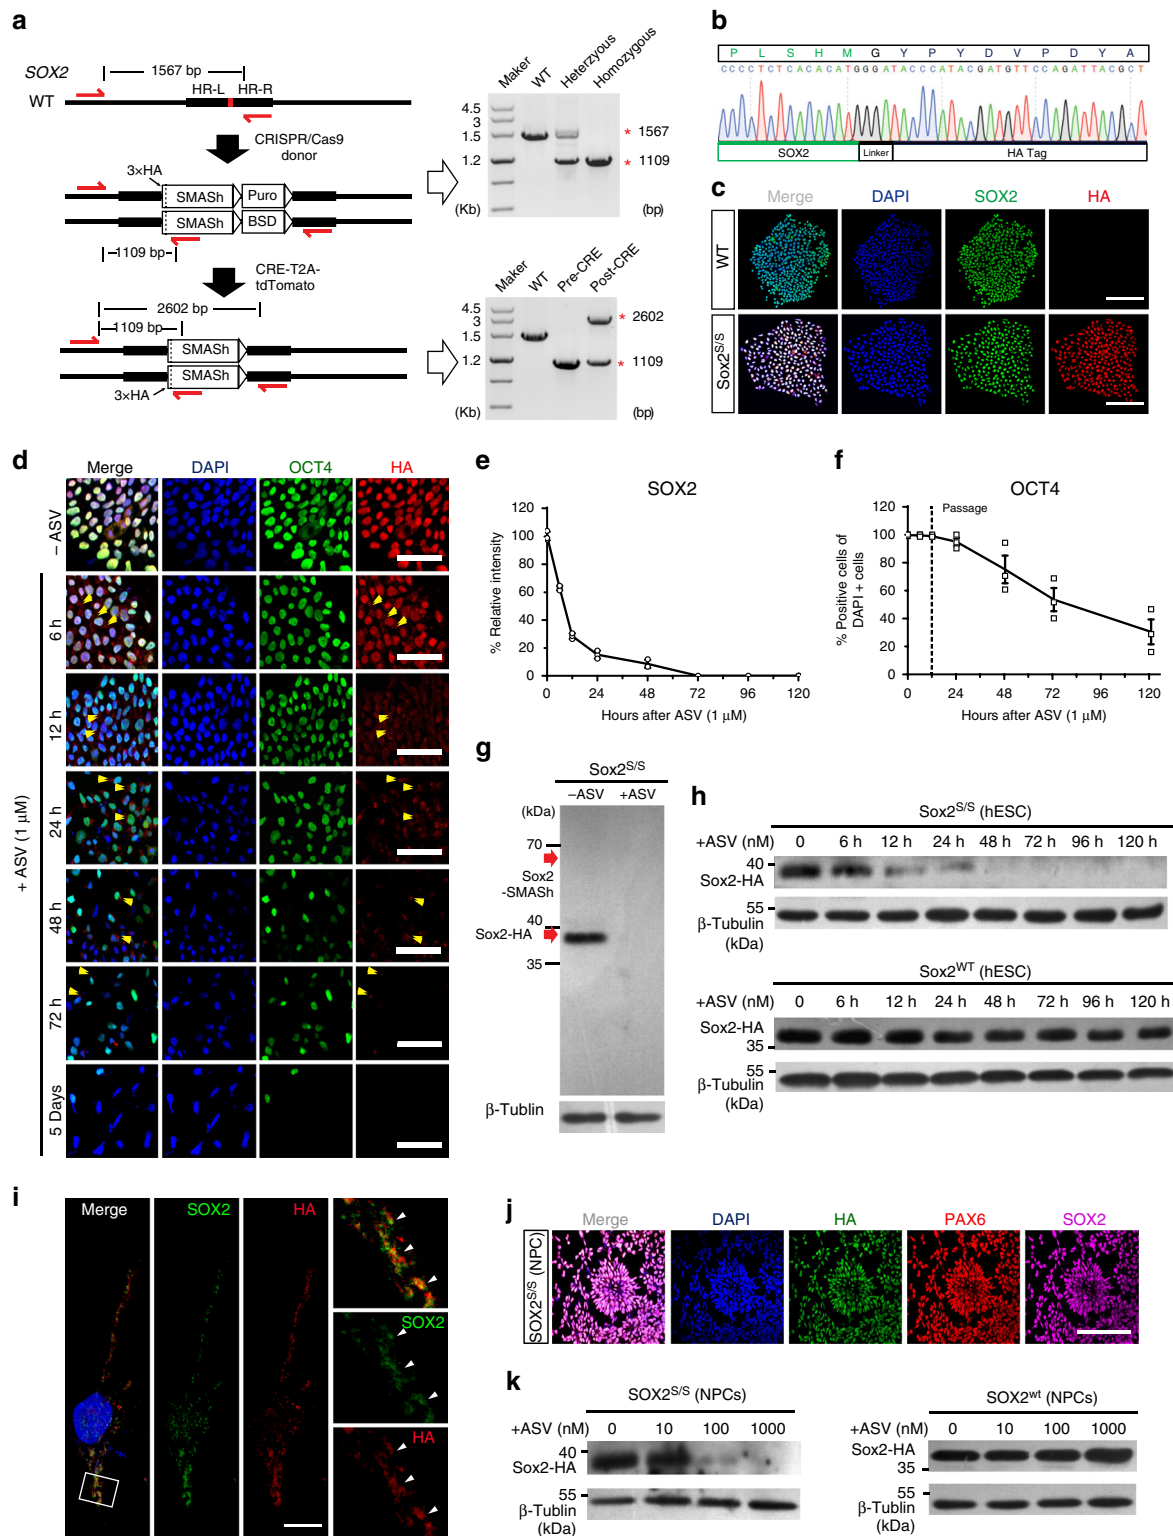 a
SOX2
WT
1567 bp
HR-L
HR-R
CRISPR/Cas9
donor
3×HA
SMASh
Puro
SMASh
BSD
1109 bp
CRE-T2A-
tdTomato
2602 bp
1109 bp
SMASh
SMASh
3×HA
Maker
WT
Heterzyous
Homozygous
4.5
3
1.5
1.2
(Kb)
* 1567
* 1109
(bp)
Maker
WT
Pre-CRE
Post-CRE
4.5
3
1.5
1.2
(Kb)
* 2602
* 1109
(bp)
b
P L S H M G Y P Y D V P D Y A
CCCCTCTCACACATGGGATACCCATACGATGTTCCAGATTACGCT
SOX2
Linker
HA Tag
c
Merge
DAPI
SOX2
HA
WT
Sox2S/S
d
Merge
DAPI
OCT4
HA
– ASV
+ ASV (1 μM)
6 h
12 h
24 h
48 h
72 h
5 Days
e
SOX2
% Relative intensity
120
100
80
60
40
20
0
0 24 48 72 96 120
Hours after ASV (1 μM)
f
OCT4
Passage
% Positive cells of
DAPI + cells
120
100
80
60
40
20
0
0 24 48 72 96 120
Hours after ASV (1 μM)
g
Sox2S/S
–ASV +ASV
(kDa)
70
Sox2
-SMASh
40
Sox2-HA
35
β-Tublin
h
Sox2S/S (hESC)
+ASV (nM) 0 6 h 12 h 24 h 48 h 72 h 96 h 120 h
40
Sox2-HA
55
β-Tubulin
(kDa)
Sox2WT (hESC)
+ASV (nM) 0 6 h 12 h 24 h 48 h 72 h 96 h 120 h
Sox2-HA
35
55
β-Tubulin
(kDa)
i
Merge
SOX2
HA
SOX2
HA
j
Merge
DAPI
HA
PAX6
SOX2
SOX2S/S (NPC)
k
SOX2S/S (NPCs)
+ASV (nM) 0 10 100 1000
40
Sox2-HA
55
β-Tublin
(kDa)
SOX2wt (NPCs)
+ASV (nM) 0 10 100 1000
Sox2-HA
35
55
β-Tublin
(kDa)